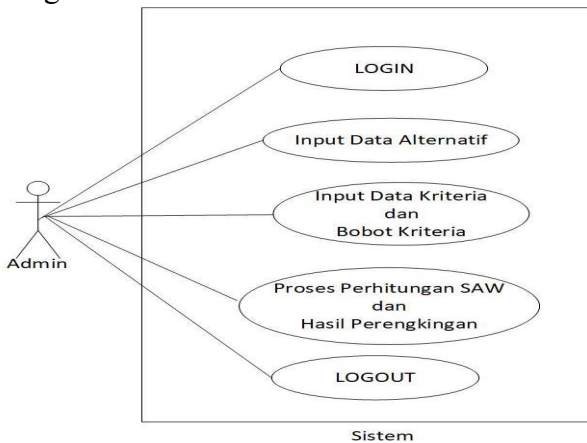 LOGIN
Input Data Alternatif
Input Data Kriteria
dan
Bobot Kriteria
Admin
Proses Perhitungan SAW
dan
Hasil Perengkingan
LOGOUT
Sistem